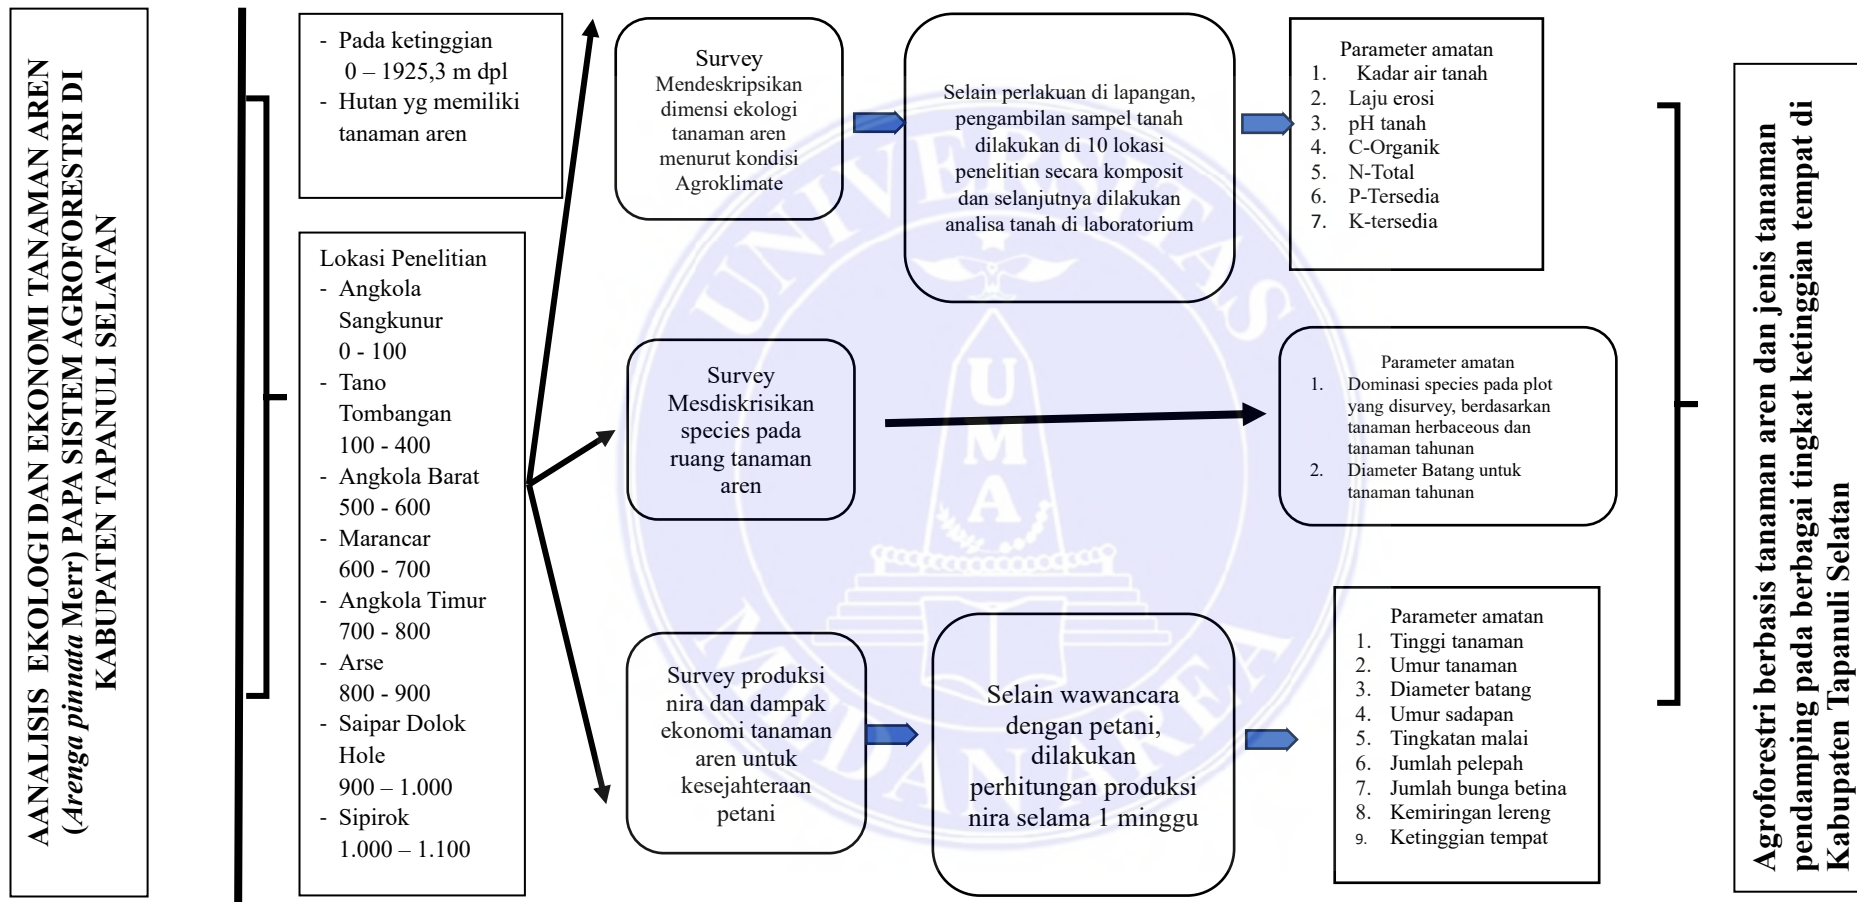 AANALISIS EKOLOGI DAN EKONOMI TANAMAN AREN
(Arenga pinnata Merr) PAPA SISTEM AGROFORESTRI DI
KABUPATEN TAPANULI SELATAN
- Pada ketinggian
0 – 1925,3 m dpl
- Hutan yg memiliki
tanaman aren
Lokasi Penelitian
- Angkola
Sangkunur
0 - 100
- Tano
Tombangan
100 - 400
- Angkola Barat
500 - 600
- Marancar
600 - 700
- Angkola Timur
700 - 800
- Arse
800 - 900
- Saipar Dolok
Hole
900 – 1.000
- Sipirok
1.000 – 1.100
Survey
Mendeskripsikan
dimensi ekologi
tanaman aren
menurut kondisi
Agroklimate
Selain perlakuan di lapangan,
pengambilan sampel tanah
dilakukan di 10 lokasi
penelitian secara komposit
dan selanjutnya dilakukan
analisa tanah di laboratorium
Parameter amatan
1. Kadar air tanah
2. Laju erosi
3. pH tanah
4. C-Organik
5. N-Total
6. P-Tersedia
7. K-tersedia
Survey
Mesdiskrisikan
species pada
ruang tanaman
aren
Parameter amatan
1. Dominasi species pada plot
yang disurvey, berdasarkan
tanaman herbaceous dan
tanaman tahunan
2. Diameter Batang untuk
tanaman tahunan
Survey produksi
nira dan dampak
ekonomi tanaman
aren untuk
kesejahteraan
petani
Selain wawancara
dengan petani,
dilakukan
perhitungan produksi
nira selama 1 minggu
Parameter amatan
1. Tinggi tanaman
2. Umur tanaman
3. Diameter batang
4. Umur sadapan
5. Tingkatan malai
6. Jumlah pelepah
7. Jumlah bunga betina
8. Kemiringan lereng
9. Ketinggian tempat
Agroforestri berbasis tanaman aren dan jenis tanaman
pendamping pada berbagai tingkat ketinggian tempat di
Kabupaten Tapanuli Selatan
UNIVERSITAS
MEDAN AREA
UMA